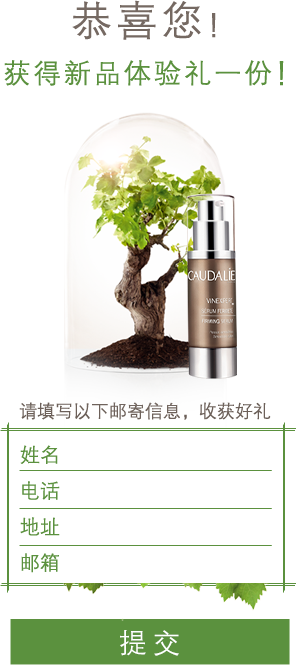 恭喜您!
获得新品体验礼一份!
CAUDALIE
VINEXPERT
FIRMING SERUM
请填写以下邮寄信息，收获好礼
姓名
电话
地址
邮箱
提交